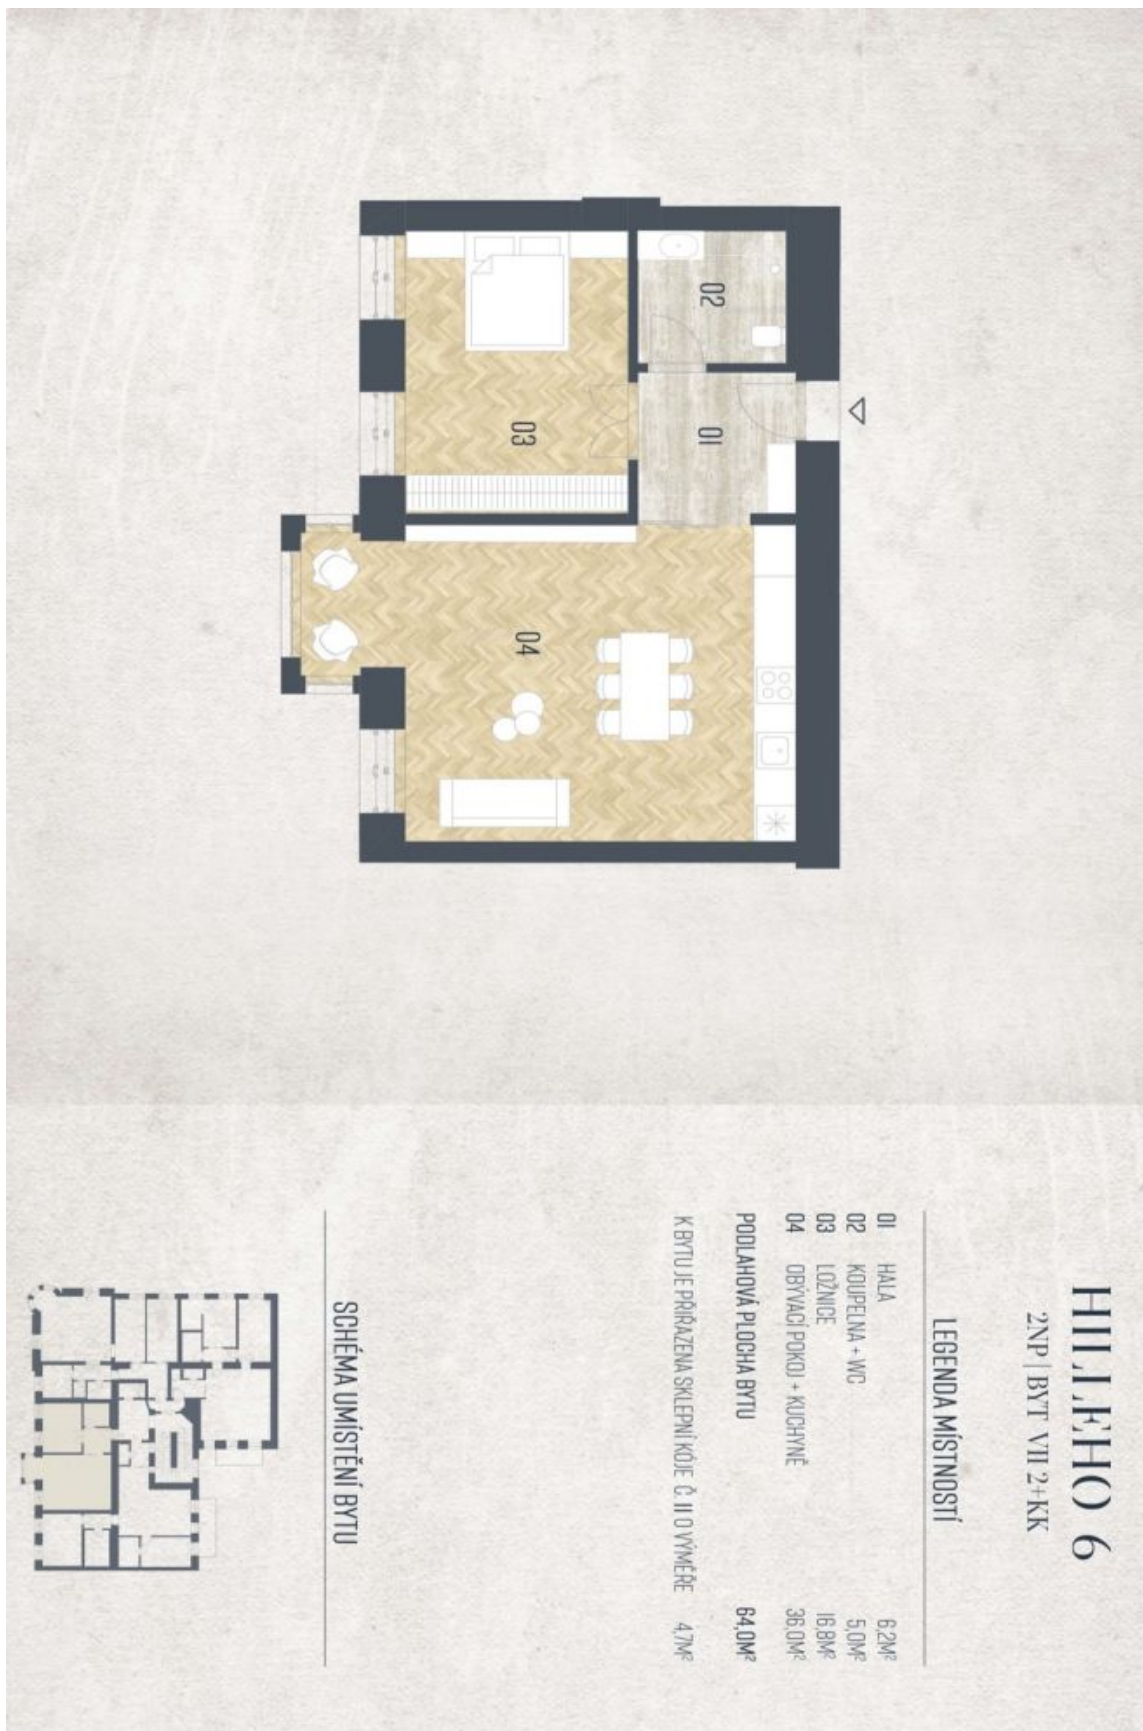 HILLEHO 6
2NP | BYT VII 2+KK
LEGENDA MÍSTNOSTÍ
01 HALA 6,2M²
02 KOUPELNA + WC 5,0M²
03 LOŽNICE 16,8M²
04 OBÝVACÍ POKOJ + KUCHYNĚ 36,0M²
PODLAHOVÁ PLOCHA BYTU 64,0M²
K BYTU JE PŘIŘAZENA SKLEPNÍ KÓJE Č. 11 O VÝMĚŘE 4,7M²
SCHÉMA UMÍSTĚNÍ BYTU
01
02
03
04